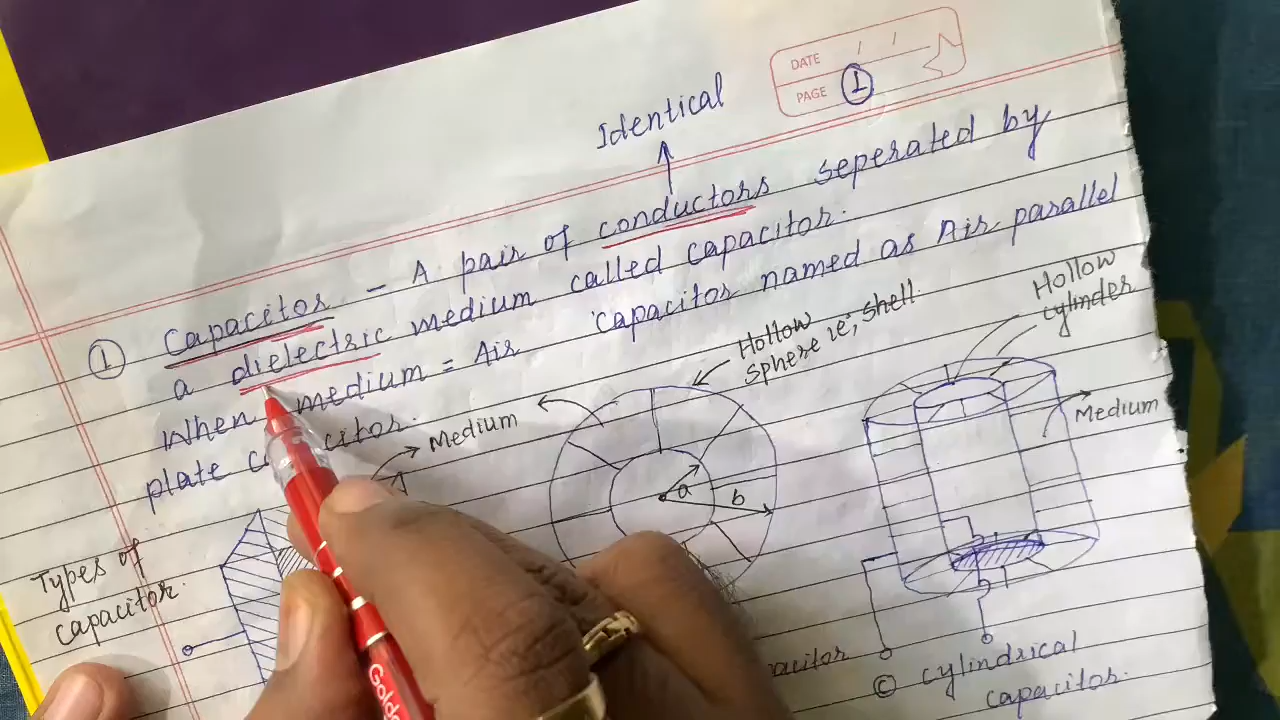 DATE / /
PAGE 1
Identical
① Capacitor - A pair of conductors seperated by
a dielectric medium called capacitor.
When medium = Air capacitor named as Air parallel
plate citor.
Medium
Hollow
sphere ie; shell
Hollow
cylinder
Medium
a
b
Types of
capacitor.
© cylindrical
capacitor.